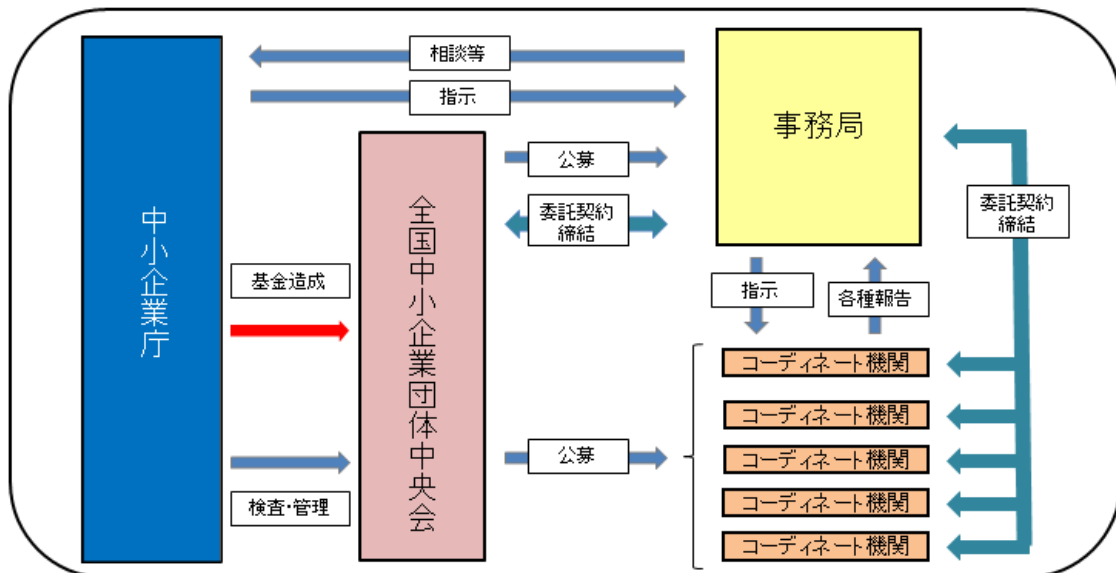 相談等
指示
中小企業庁
全国中小企業団体中央会
事務局
公募
委託契約
締結
委託契約
締結
基金造成
指示
各種報告
コーディネート機関
コーディネート機関
コーディネート機関
コーディネート機関
コーディネート機関
公募
検査・管理